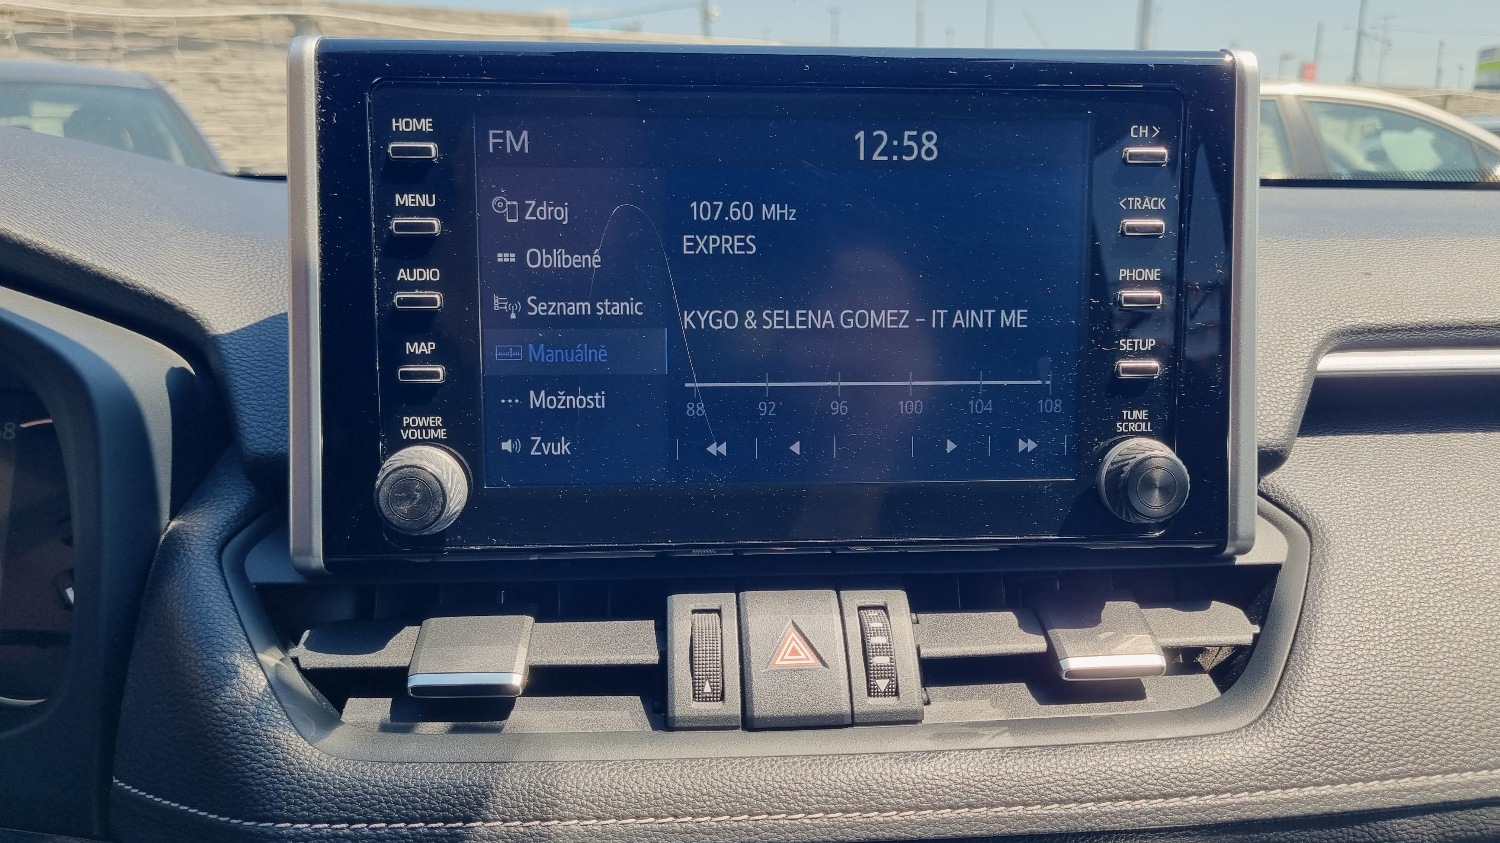 HOME
MENU
AUDIO
MAP
POWER
VOLUME
FM
12:58
Zdroj
Oblíbené
Seznam stanic
Manuálně
Možnosti
Zvuk
107.60 MHz
EXPRES
KYGO & SELENA GOMEZ – IT AINT ME
88 92 96 100 104 108
CH >
< TRACK
PHONE
SETUP
TUNE
SCROLL